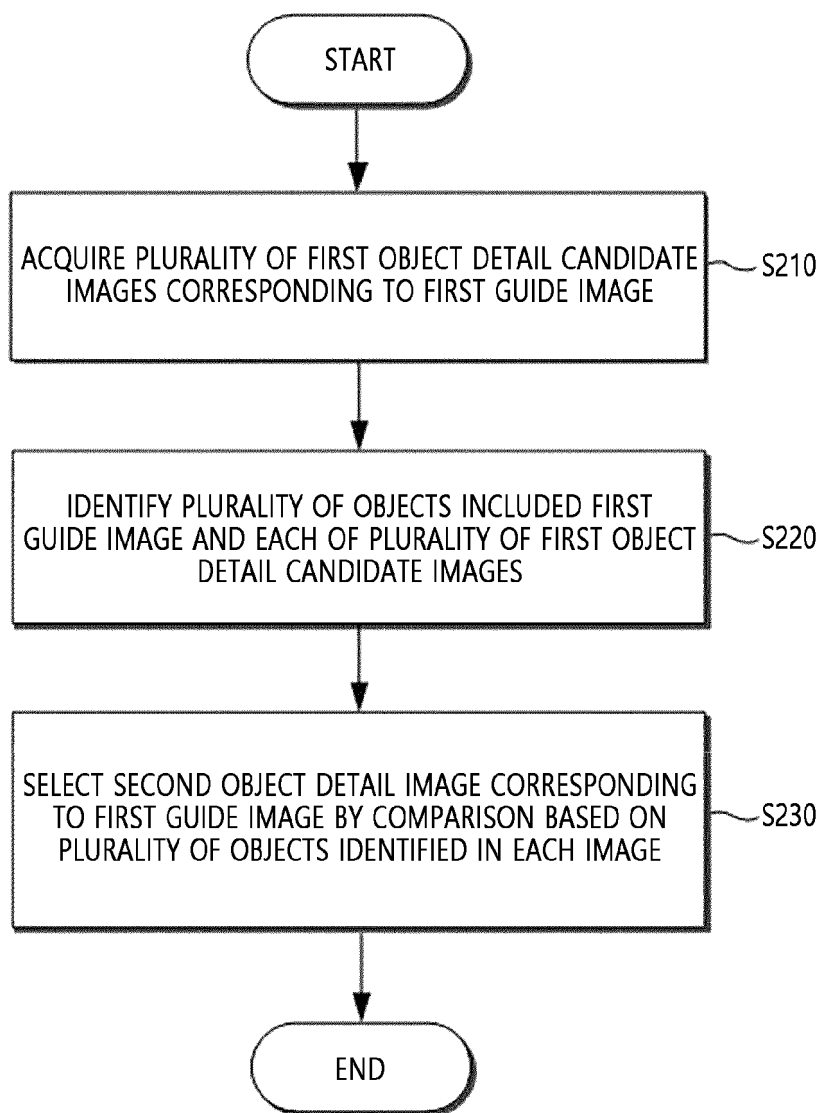 START
ACQUIRE PLURALITY OF FIRST OBJECT DETAIL CANDIDATE
IMAGES CORRESPONDING TO FIRST GUIDE IMAGE
S210
IDENTIFY PLURALITY OF OBJECTS INCLUDED FIRST
GUIDE IMAGE AND EACH OF PLURALITY OF FIRST OBJECT
DETAIL CANDIDATE IMAGES
S220
SELECT SECOND OBJECT DETAIL IMAGE CORRESPONDING
TO FIRST GUIDE IMAGE BY COMPARISON BASED ON
PLURALITY OF OBJECTS IDENTIFIED IN EACH IMAGE
S230
END